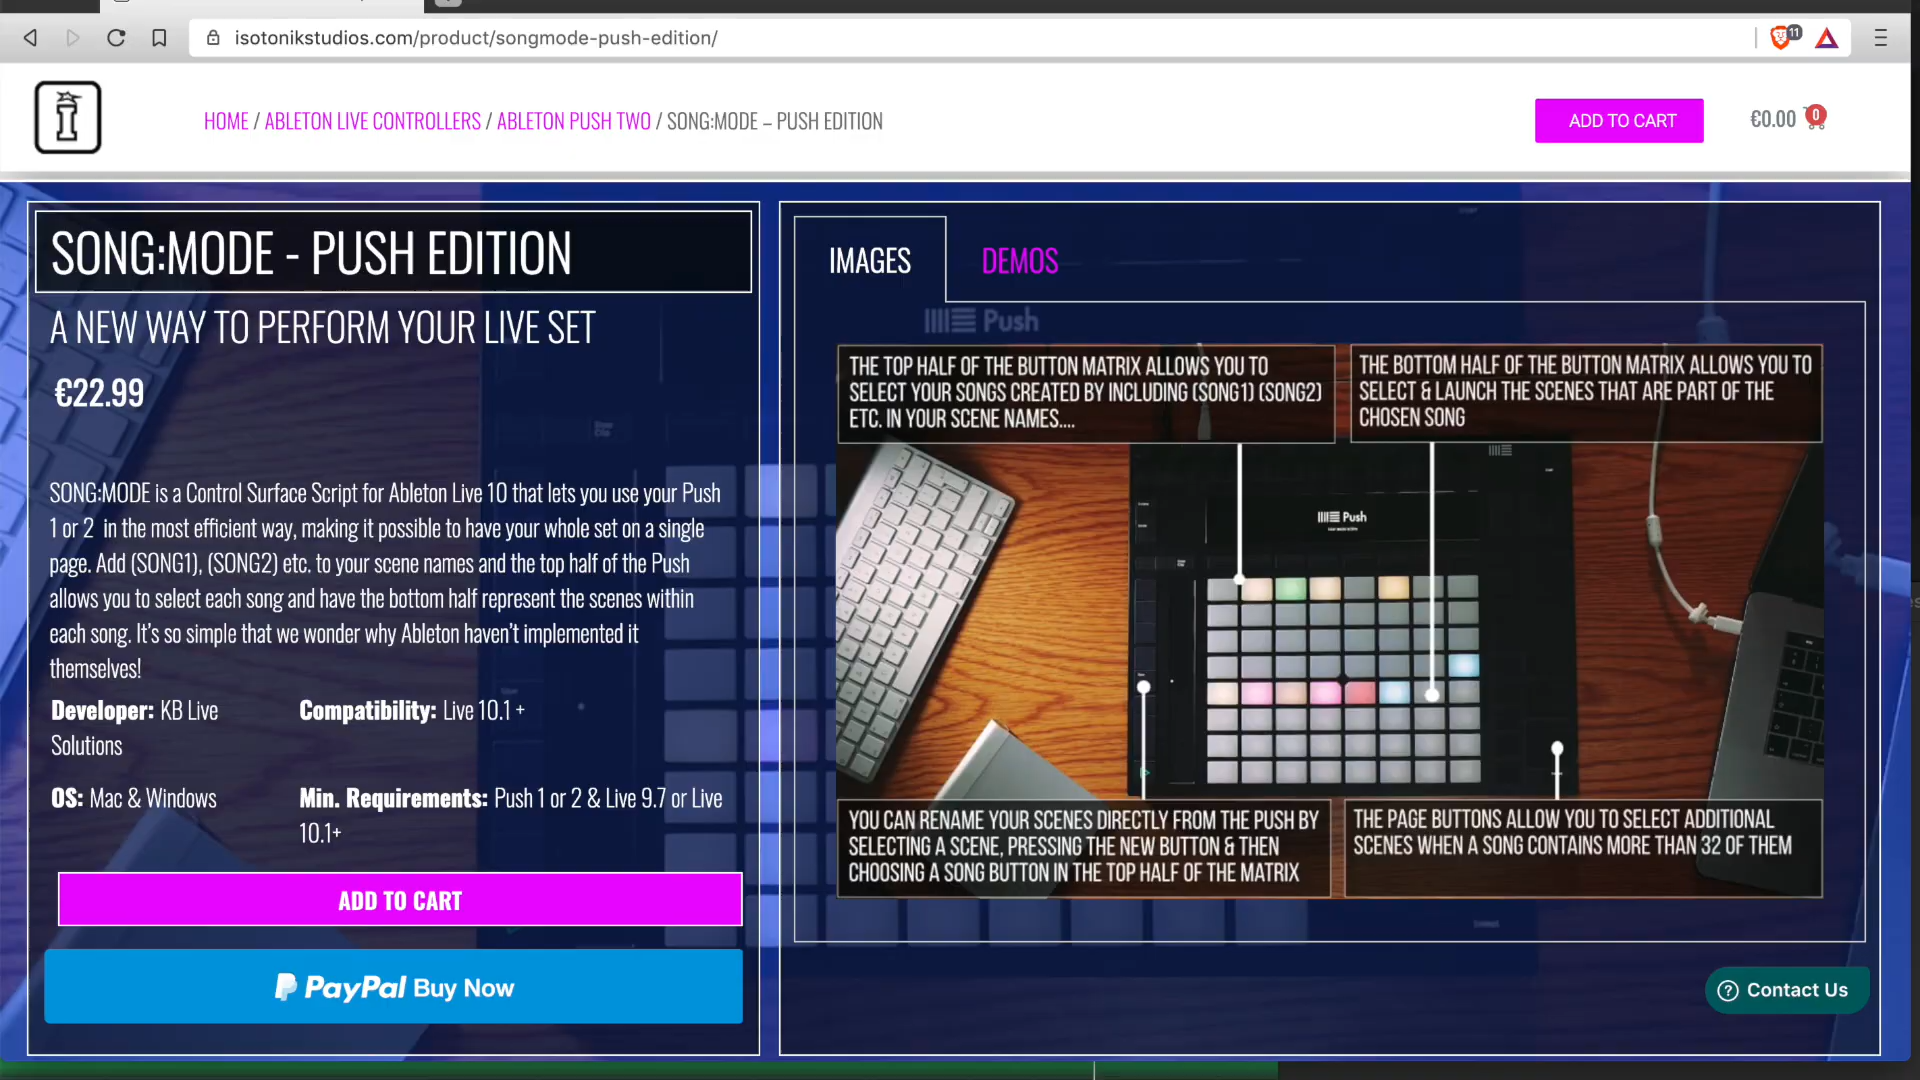 isotonikstudios.com/product/songmode-push-edition/
11
HOME / ABLETON LIVE CONTROLLERS / ABLETON PUSH TWO / SONG:MODE – PUSH EDITION
ADD TO CART
€0.00
0
SONG:MODE - PUSH EDITION
A NEW WAY TO PERFORM YOUR LIVE SET
€22.99
SONG:MODE is a Control Surface Script for Ableton Live 10 that lets you use your Push
1 or 2 in the most efficient way, making it possible to have your whole set on a single
page. Add (SONG1), (SONG2) etc. to your scene names and the top half of the Push
allows you to select each song and have the bottom half represent the scenes within
each song. It's so simple that we wonder why Ableton haven't implemented it
themselves!
Developer: KB Live
Solutions
Compatibility: Live 10.1 +
OS: Mac & Windows
Min. Requirements: Push 1 or 2 & Live 9.7 or Live
10.1+
ADD TO CART
PayPal Buy Now
IMAGES
DEMOS
Push
THE TOP HALF OF THE BUTTON MATRIX ALLOWS YOU TO
SELECT YOUR SONGS CREATED BY INCLUDING (SONG1) (SONG2)
ETC. IN YOUR SCENE NAMES....
THE BOTTOM HALF OF THE BUTTON MATRIX ALLOWS YOU TO
SELECT & LAUNCH THE SCENES THAT ARE PART OF THE
CHOSEN SONG
Push
YOU CAN RENAME YOUR SCENES DIRECTLY FROM THE PUSH BY
SELECTING A SCENE, PRESSING THE NEW BUTTON & THEN
CHOOSING A SONG BUTTON IN THE TOP HALF OF THE MATRIX
THE PAGE BUTTONS ALLOW YOU TO SELECT ADDITIONAL
SCENES WHEN A SONG CONTAINS MORE THAN 32 OF THEM
Contact Us